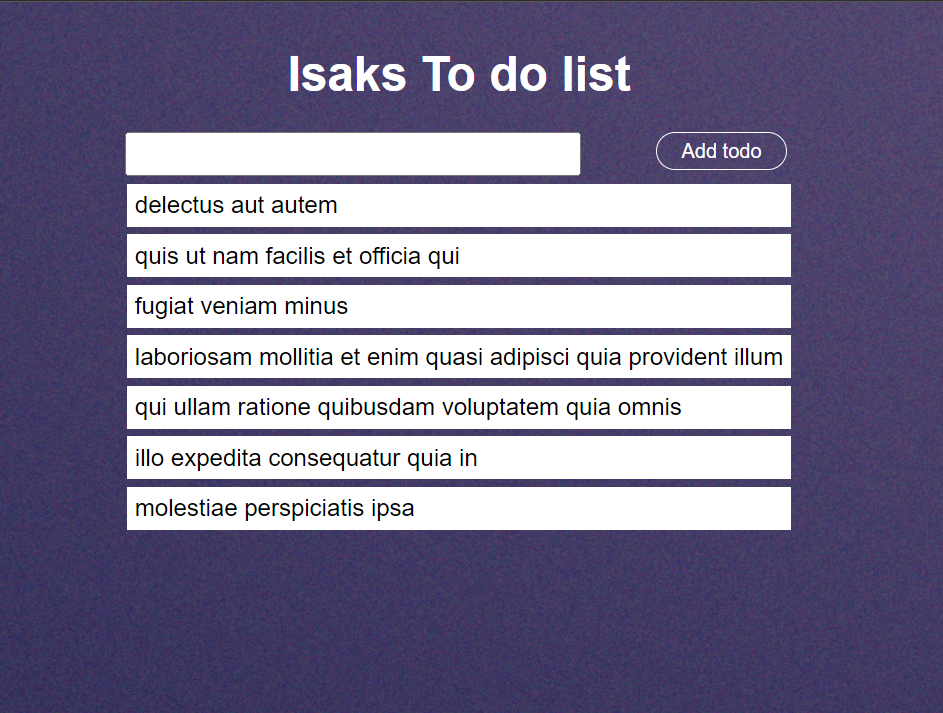 Isaks To do list
Add todo
delectus aut autem
quis ut nam facilis et officia qui
fugiat veniam minus
laboriosam mollitia et enim quasi adipisci quia provident illum
qui ullam ratione quibusdam voluptatem quia omnis
illo expedita consequatur quia in
molestiae perspiciatis ipsa